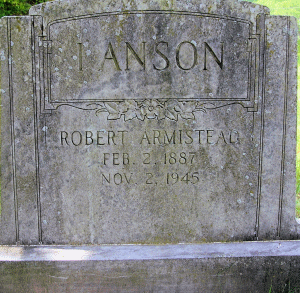 I'ANSON
ROBERT ARMISTEAD
FEB. 2, 1887
NOV. 2, 1945